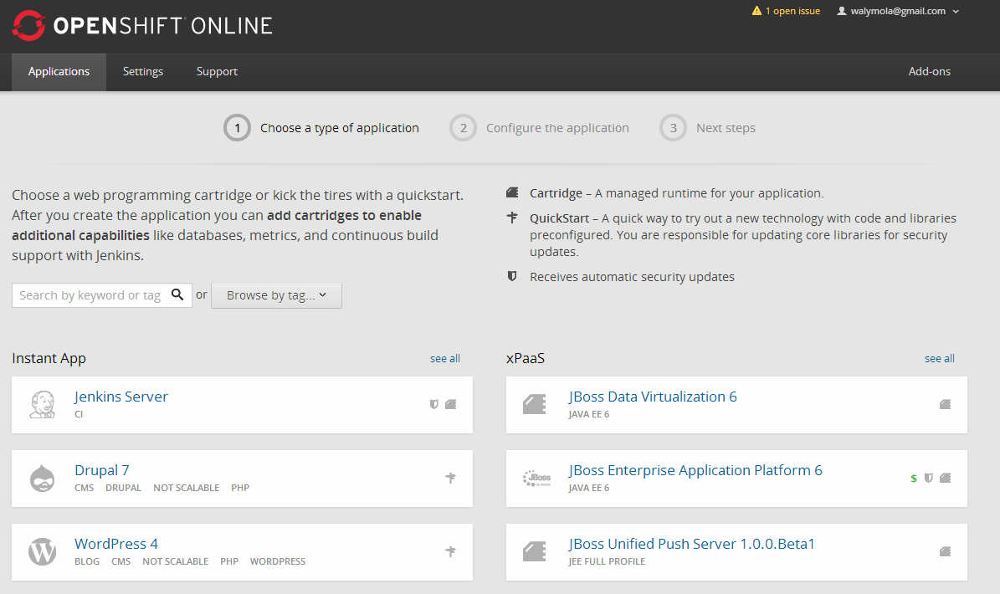 OPENSHIFT ONLINE
1 open issue
walymola@gmail.com
Applications
Settings
Support
Add-ons
1 Choose a type of application
2 Configure the application
3 Next steps
Choose a web programming cartridge or kick the tires with a quickstart.
After you create the application you can add cartridges to enable
additional capabilities like databases, metrics, and continuous build
support with Jenkins.
Search by keyword or tag
or
Browse by tag...
Cartridge – A managed runtime for your application.
QuickStart – A quick way to try out a new technology with code and libraries
preconfigured. You are responsible for updating core libraries for security
updates.
Receives automatic security updates
Instant App
see all
Jenkins Server
CI
Drupal 7
CMS DRUPAL NOT SCALABLE PHP
WordPress 4
BLOG CMS NOT SCALABLE PHP WORDPRESS
xPaaS
see all
JBoss Data Virtualization 6
JAVA EE 6
JBoss
JBoss Enterprise Application Platform 6
JAVA EE 6
$
JBoss Unified Push Server 1.0.0.Beta1
JEE FULL PROFILE